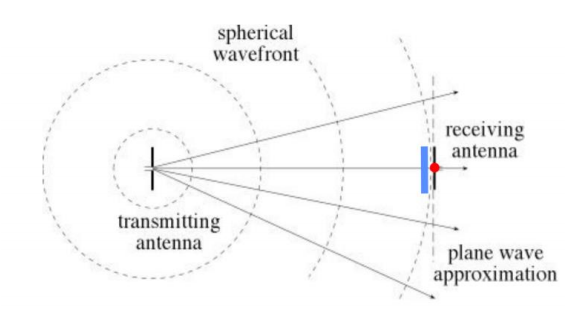 spherical
wavefront
receiving
antenna
transmitting
antenna
plane wave
approximation